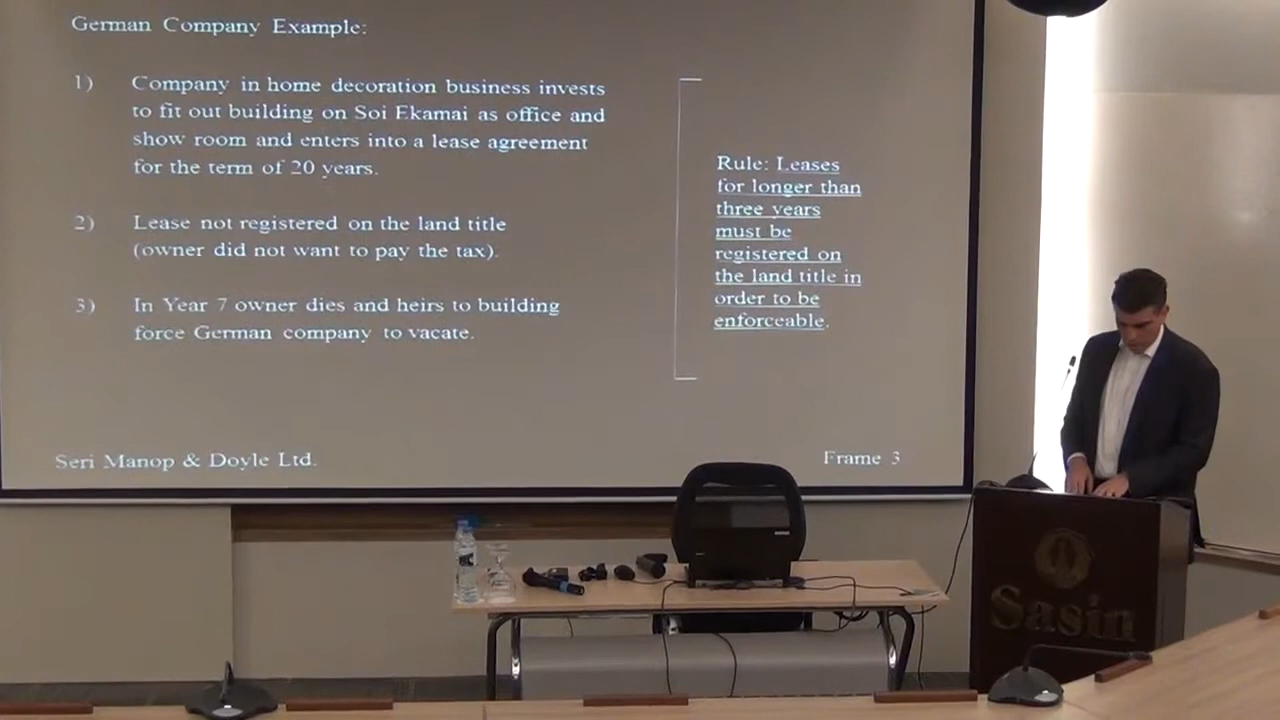 German Company Example:
1) Company in home decoration business invests
to fit out building on Soi Ekamai as office and
show room and enters into a lease agreement
for the term of 20 years.
2) Lease not registered on the land title
(owner did not want to pay the tax).
3) In Year 7 owner dies and heirs to building
force German company to vacate.
Rule: Leases
for longer than
three years
must be
registered on
the land title in
order to be
enforceable.
Seri Manop & Doyle Ltd.
Frame 3
Sasin